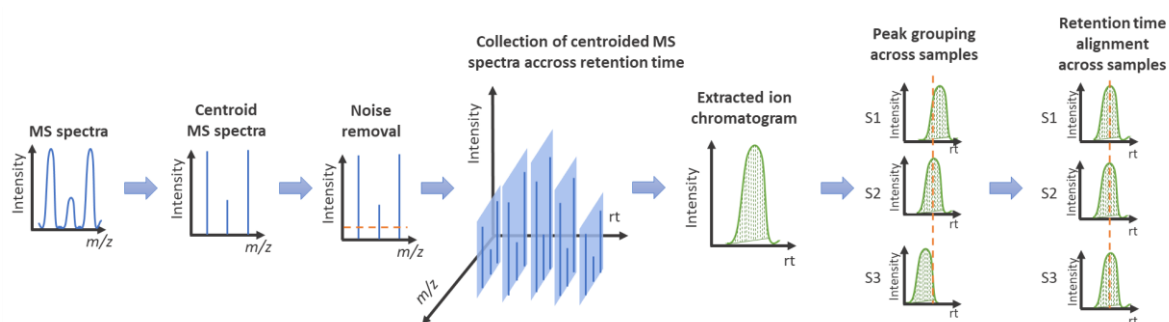 MS spectra
Intensity
m/z
Centroid
MS spectra
Intensity
m/z
Noise
removal
Intensity
m/z
Collection of centroided MS
spectra accross retention time
Intensity
rt
m/z
Extracted ion
chromatogram
Intensity
rt
Peak grouping
across samples
S1
Intensity
rt
S2
Intensity
rt
S3
Intensity
rt
Retention time
alignment
across samples
S1
Intensity
rt
S2
Intensity
rt
S3
Intensity
rt